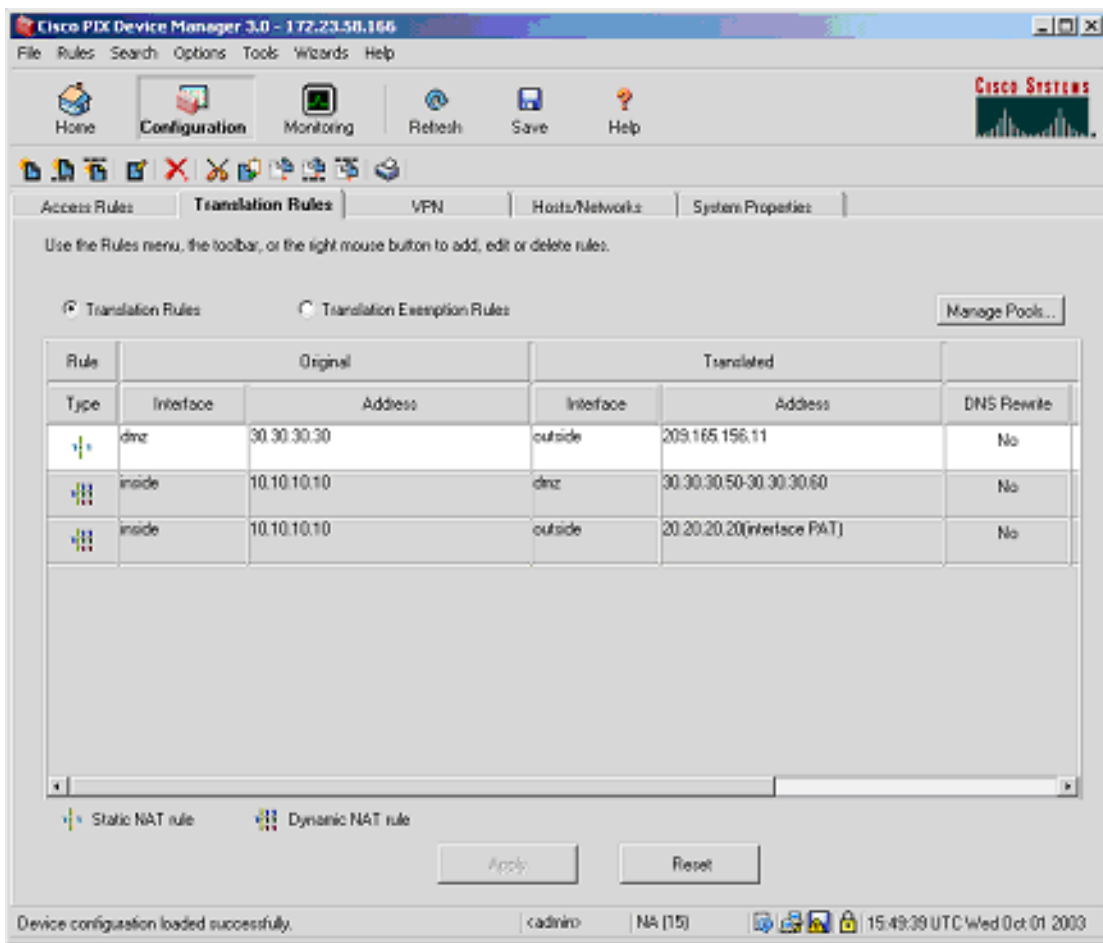 Cisco PIX Device Manager 3.0 - 172.23.58.166
File Rules Search Options Tools Wizards Help
Home Configuration Monitoring Refresh Save Help
CISCO SYSTEMS
Access Rules Translation Rules VPN Hosts/Networks System Properties
Use the Rules menu, the toolbar, or the right mouse button to add, edit or delete rules.
Translation Rules Translation Exemption Rules Manage Pools...
Rule Original Translated
Type Interface Address Interface Address DNS Rewrite
dmz 30.30.30.30 outside 209.165.156.11 No
inside 10.10.10.10 dmz 30.30.30.50-30.30.30.60 No
inside 10.10.10.10 outside 20.20.20.20(interface PAT) No
Static NAT rule Dynamic NAT rule
Apply Reset
Device configuration loaded successfully. <admin> NA (15) 15:49:39 UTC Wed Oct 01 2003